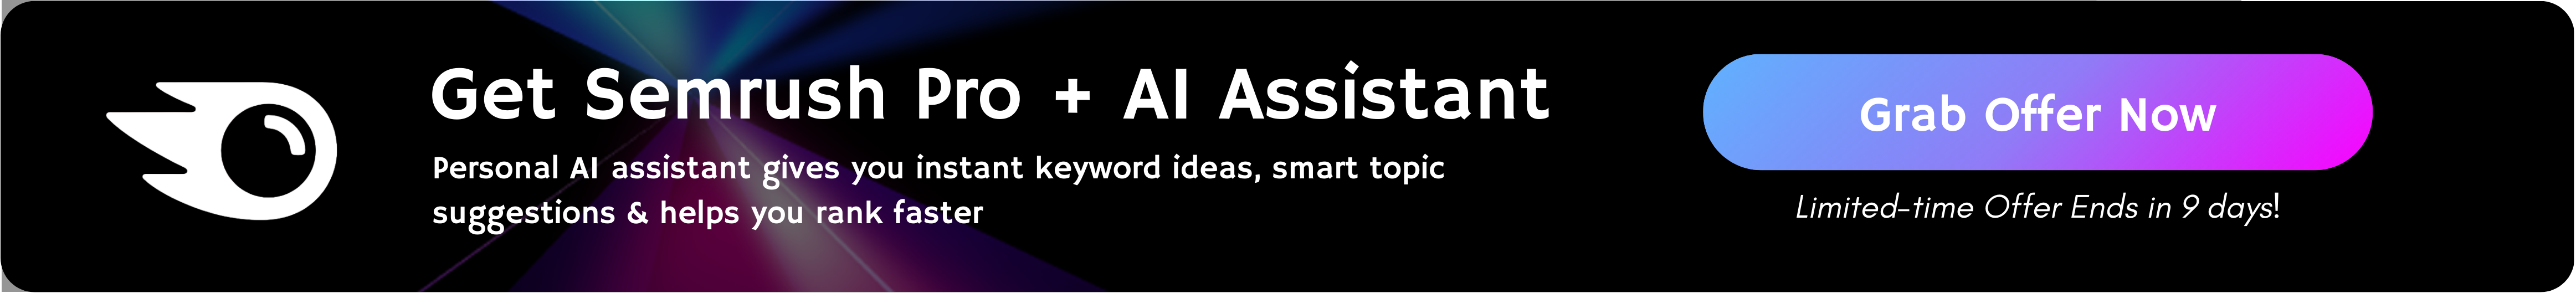 Get Semrush Pro + AI Assistant
Personal AI assistant gives you instant keyword ideas, smart topic
suggestions & helps you rank faster
Grab Offer Now
Limited-time Offer Ends in 9 days!